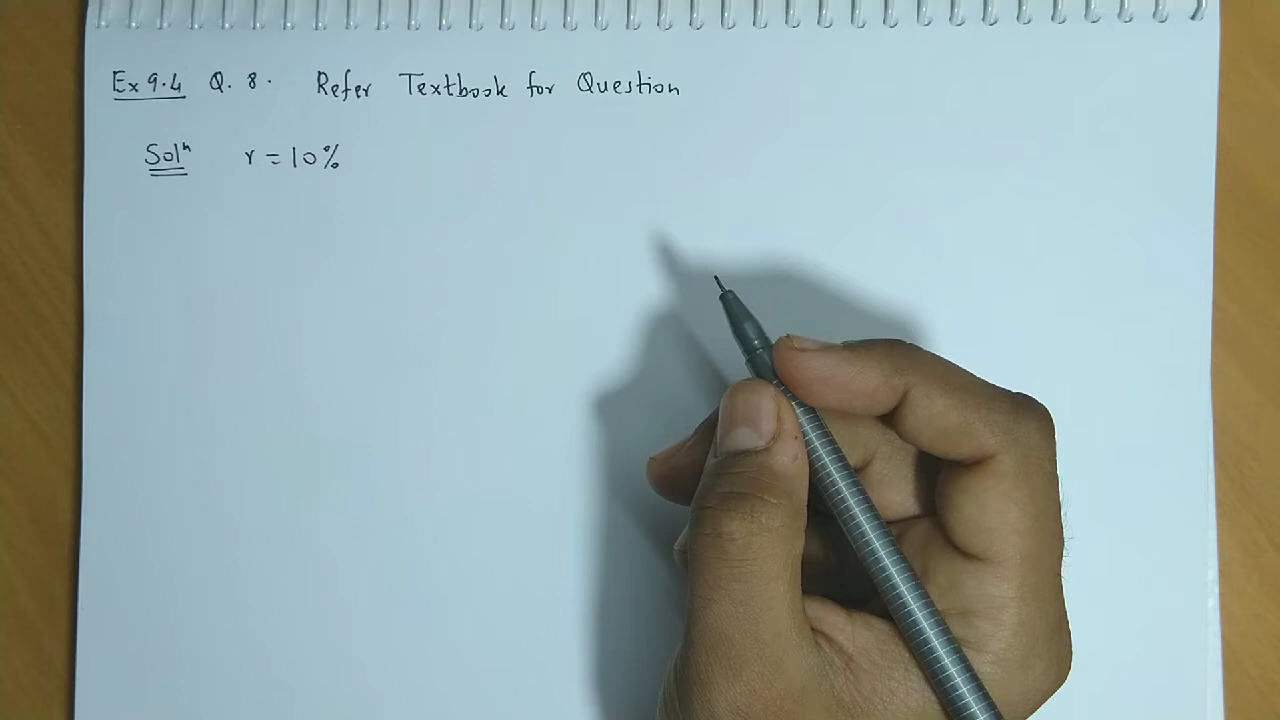 Ex 9.4 Q. 8. Refer Textbook for Question
Solⁿ r = 10%